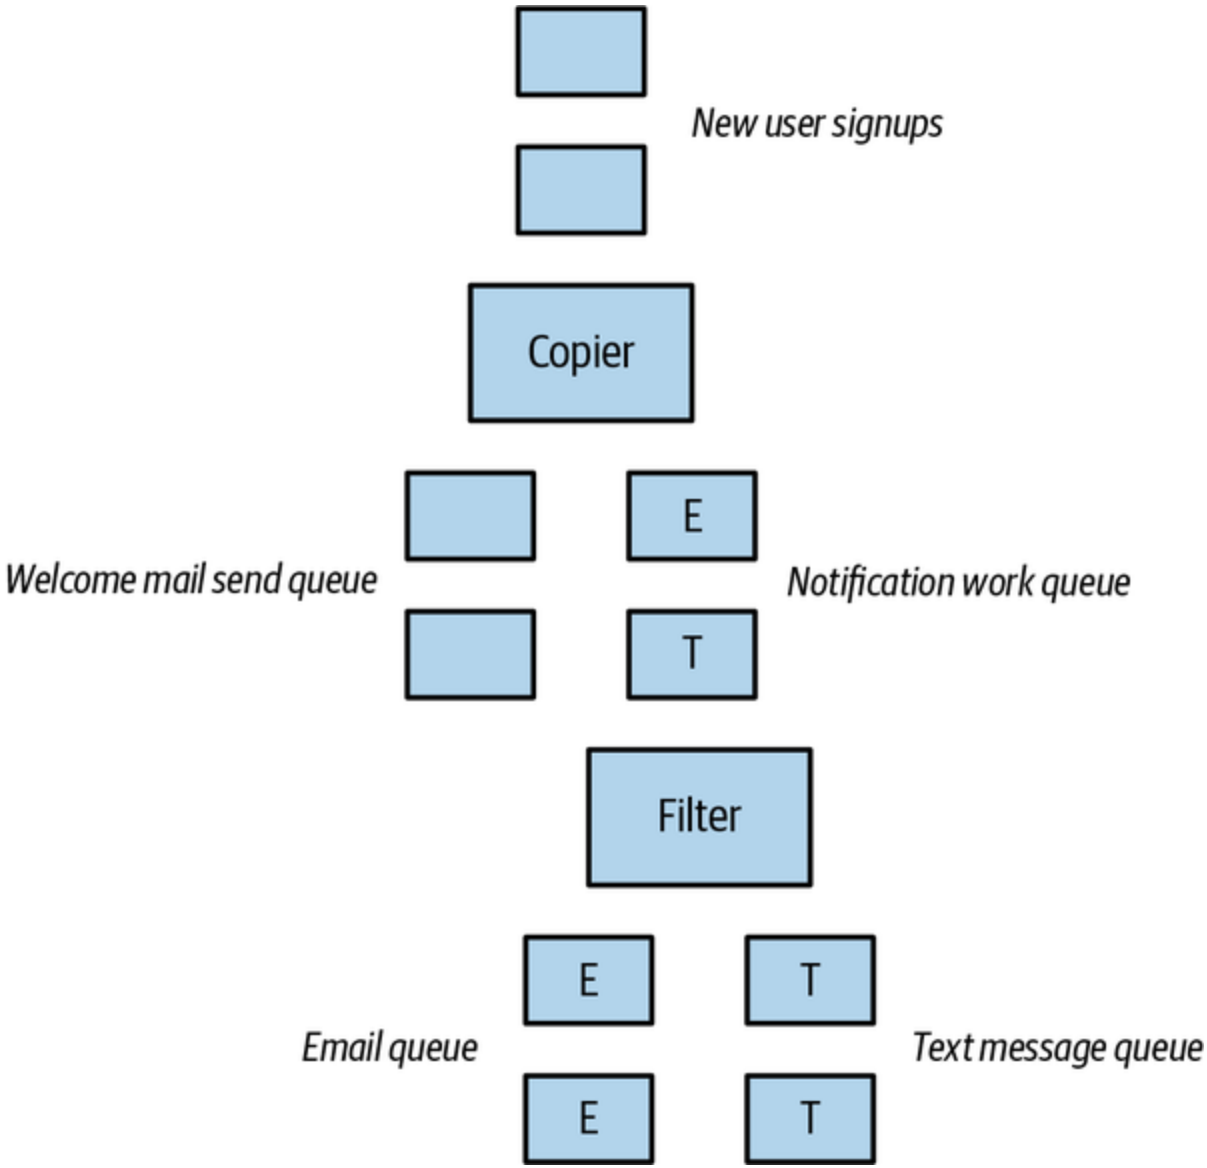 New user signups
Copier
E
Welcome mail send queue
Notification work queue
T
Filter
E
T
Email queue
Text message queue
E
T